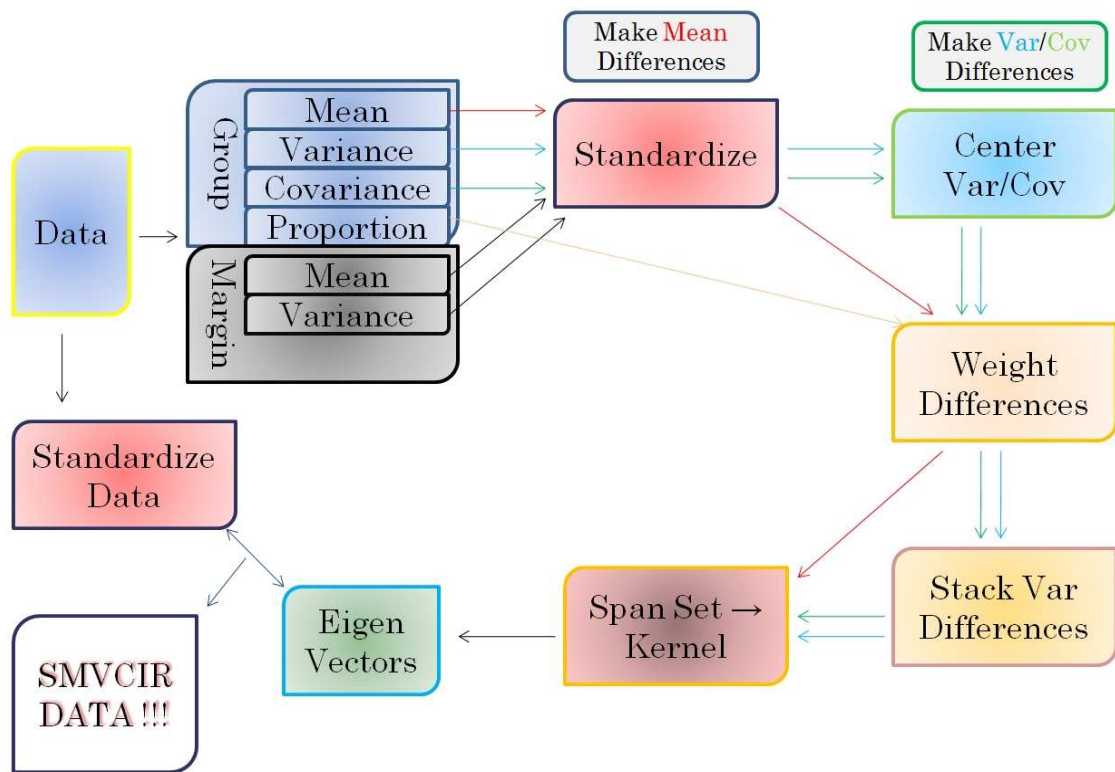 Make Mean
Differences
Make Var/Cov
Differences
Group
Mean
Variance
Covariance
Proportion
Margin
Mean
Variance
Data
Standardize
Center
Var/Cov
Weight
Differences
Standardize
Data
Stack Var
Differences
Span Set →
Kernel
Eigen
Vectors
SMVCIR
DATA !!!